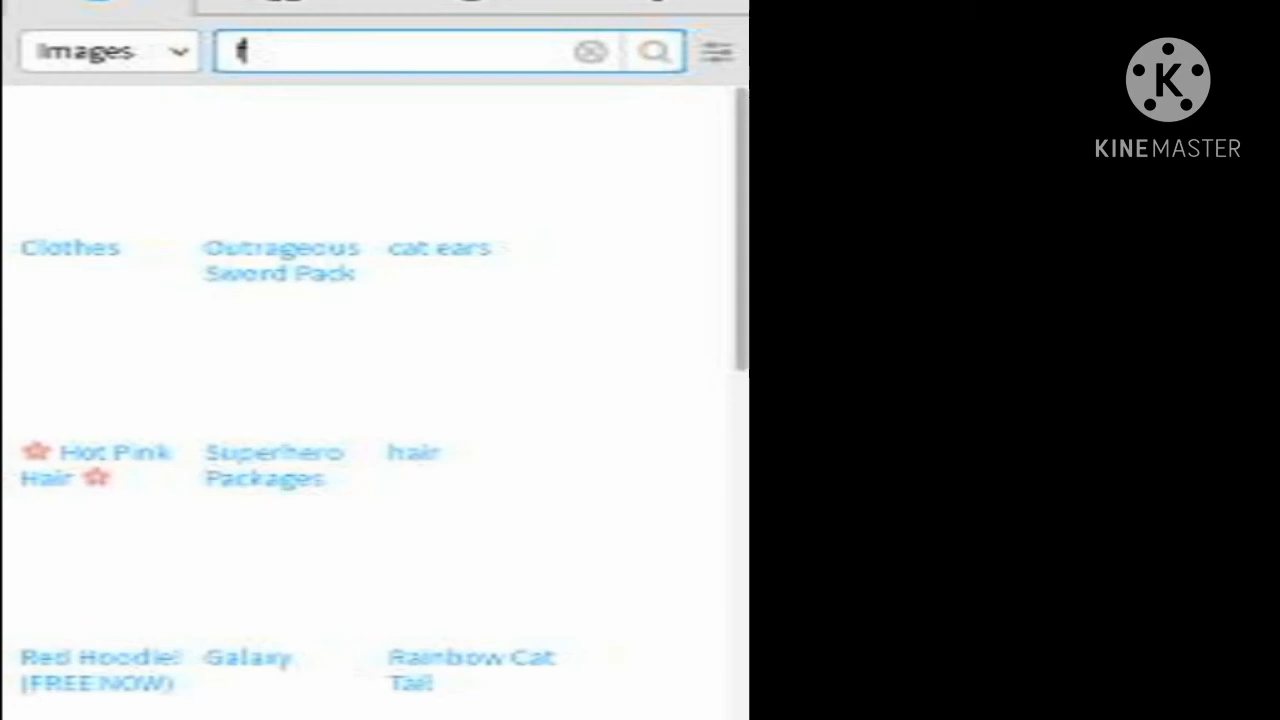 Images
KINEMASTER
Clothes
Outrageous
Sword Pack
cat ears
Hot Pink
Hair
Superhero
Packages
hair
Red Hoodie!
(FREE NOW)
Galaxy
Rainbow Cat
Tail